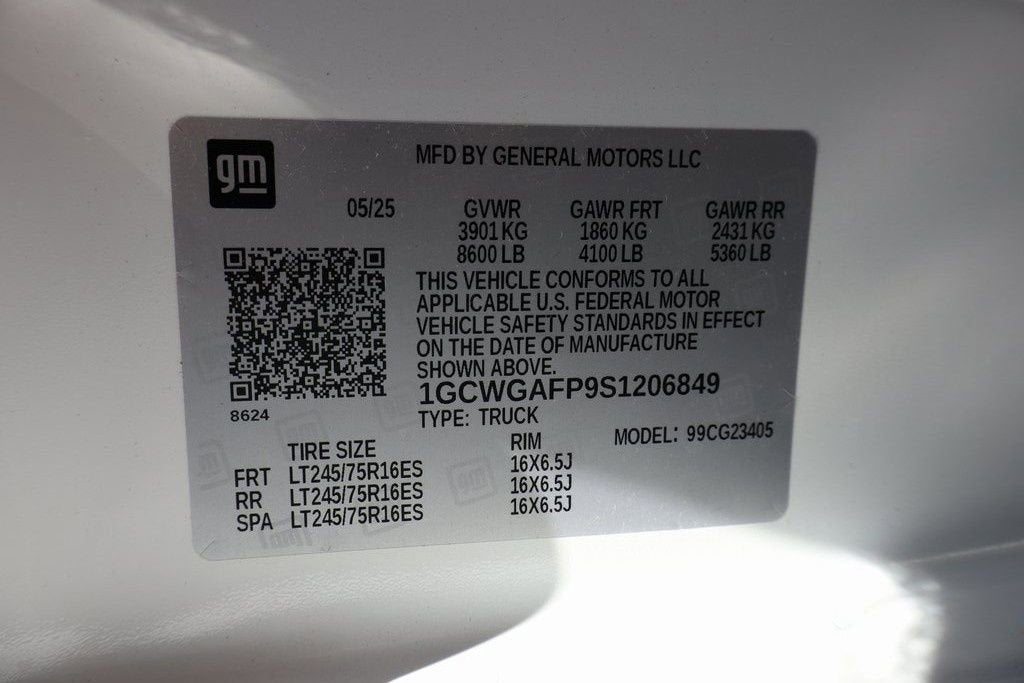 gm
MFD BY GENERAL MOTORS LLC
05/25 GVWR GAWR FRT GAWR RR
3901 KG 1860 KG 2431 KG
8600 LB 4100 LB 5360 LB
THIS VEHICLE CONFORMS TO ALL
APPLICABLE U.S. FEDERAL MOTOR
VEHICLE SAFETY STANDARDS IN EFFECT
ON THE DATE OF MANUFACTURE
SHOWN ABOVE.
1GCWGAFP9S1206849
8624
TYPE: TRUCK
TIRE SIZE RIM MODEL: 99CG23405
FRT LT245/75R16ES 16X6.5J
RR LT245/75R16ES 16X6.5J
SPA LT245/75R16ES 16X6.5J